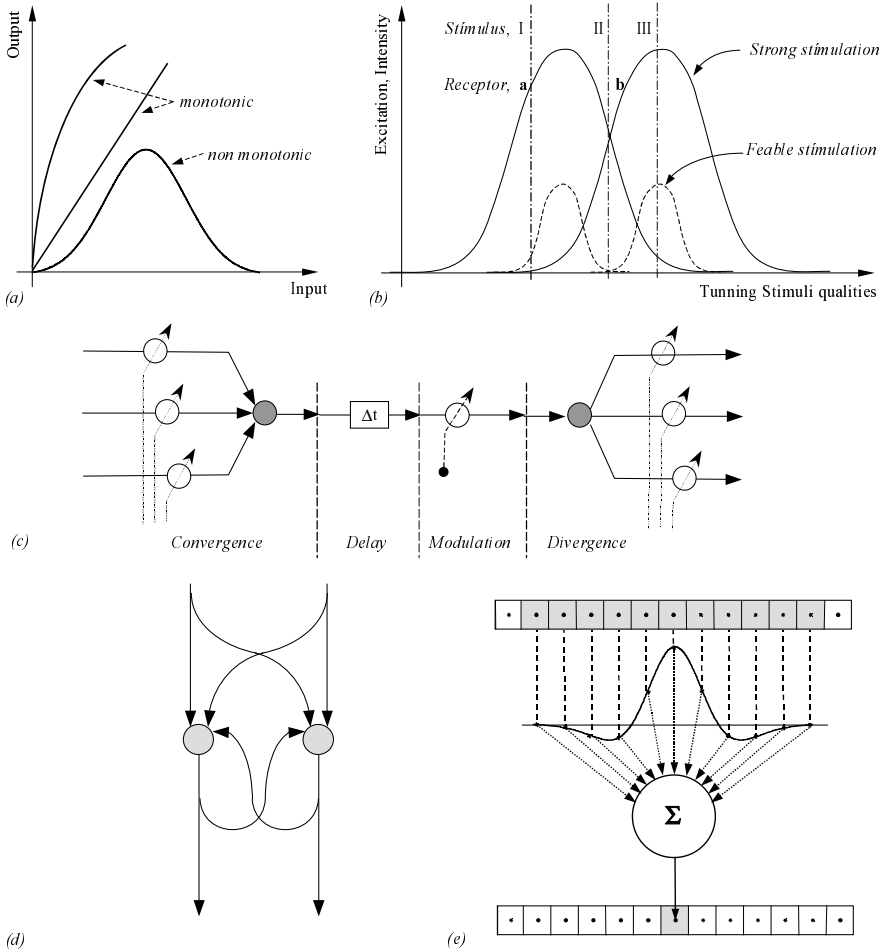 Output
monotonic
non monotonic
Input
(a)
Excitation, Intensity
Stímulus, I II III
Receptor, a b
Strong stímulation
Feable stímulation
Tunning Stimuli qualities
(b)
Δt
(c)
Convergence Delay Modulation Divergence
(d)
Σ
(e)